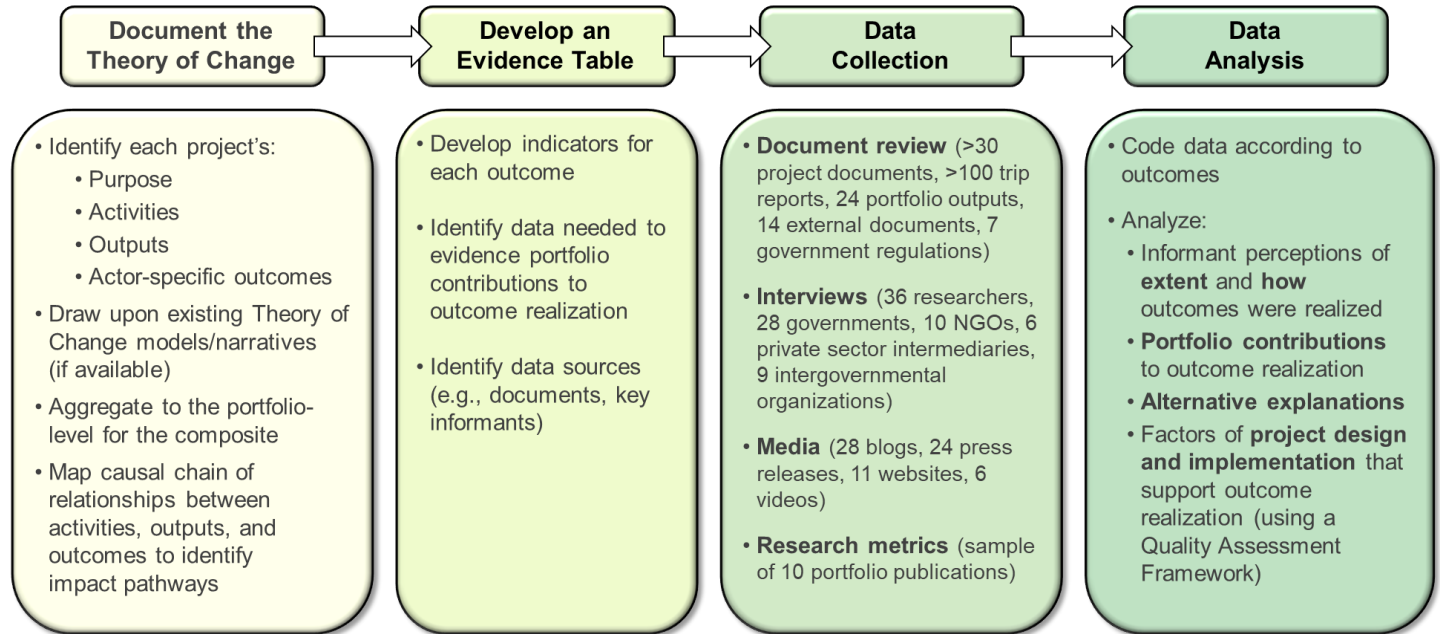 Document the
Theory of Change
Develop an
Evidence Table
Data
Collection
Data
Analysis
• Identify each project's:
• Purpose
• Activities
• Outputs
• Actor-specific outcomes
• Draw upon existing Theory of
Change models/narratives
(if available)
• Aggregate to the portfolio-
level for the composite
• Map causal chain of
relationships between
activities, outputs, and
outcomes to identify
impact pathways
• Develop indicators for
each outcome
• Identify data needed to
evidence portfolio
contributions to
outcome realization
• Identify data sources
(e.g., documents, key
informants)
• Document review (>30
project documents, >100 trip
reports, 24 portfolio outputs,
14 external documents, 7
government regulations)
• Interviews (36 researchers,
28 governments, 10 NGOs, 6
private sector intermediaries,
9 intergovernmental
organizations)
• Media (28 blogs, 24 press
releases, 11 websites, 6
videos)
• Research metrics (sample
of 10 portfolio publications)
• Code data according to
outcomes
• Analyze:
• Informant perceptions of
extent and how
outcomes were realized
• Portfolio contributions
to outcome realization
• Alternative explanations
• Factors of project design
and implementation that
support outcome
realization (using a
Quality Assessment
Framework)